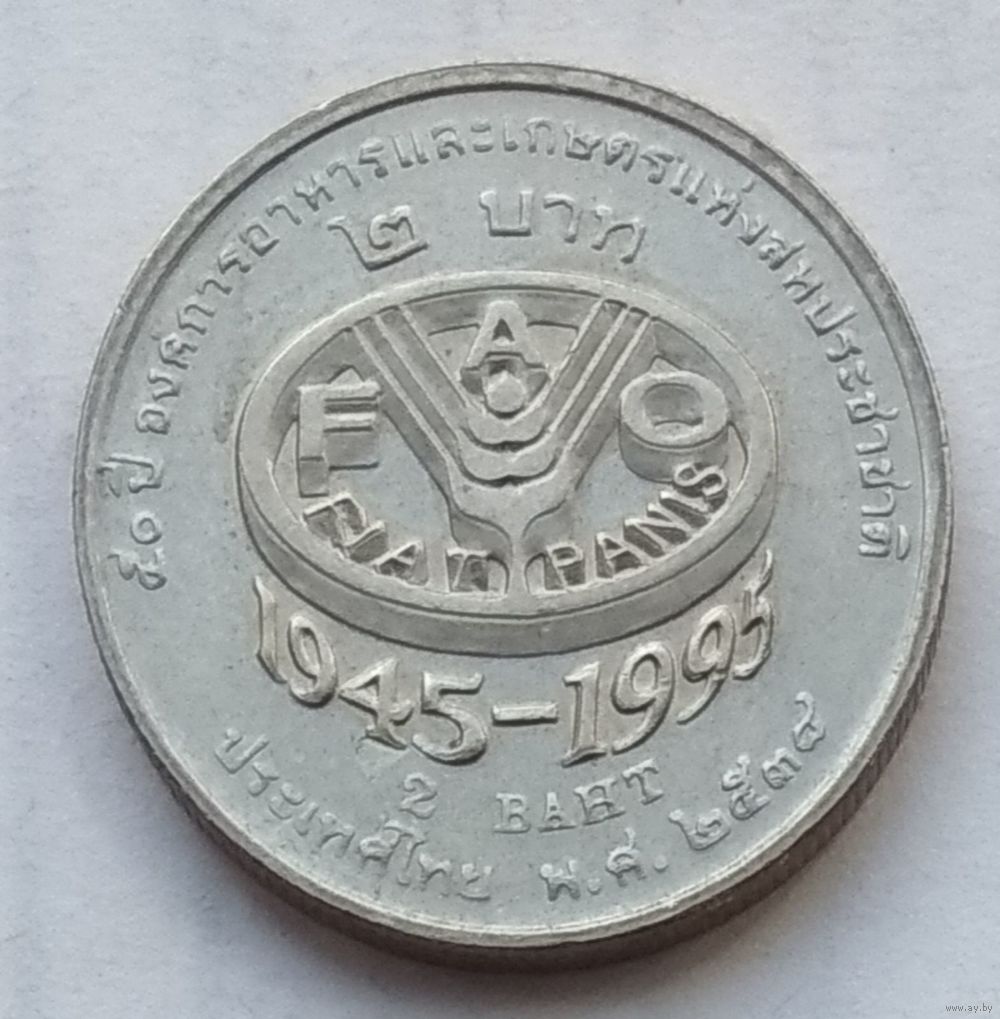 ๕๐ ปี องค์การอาหารและเกษตรแห่งสหประชาชาติ
๒ บาท
FAO
FIAT PANIS
1945-1995
2 BAHT
ประเทศไทย พ.ศ. ๒๕๓๘
www.ay.by